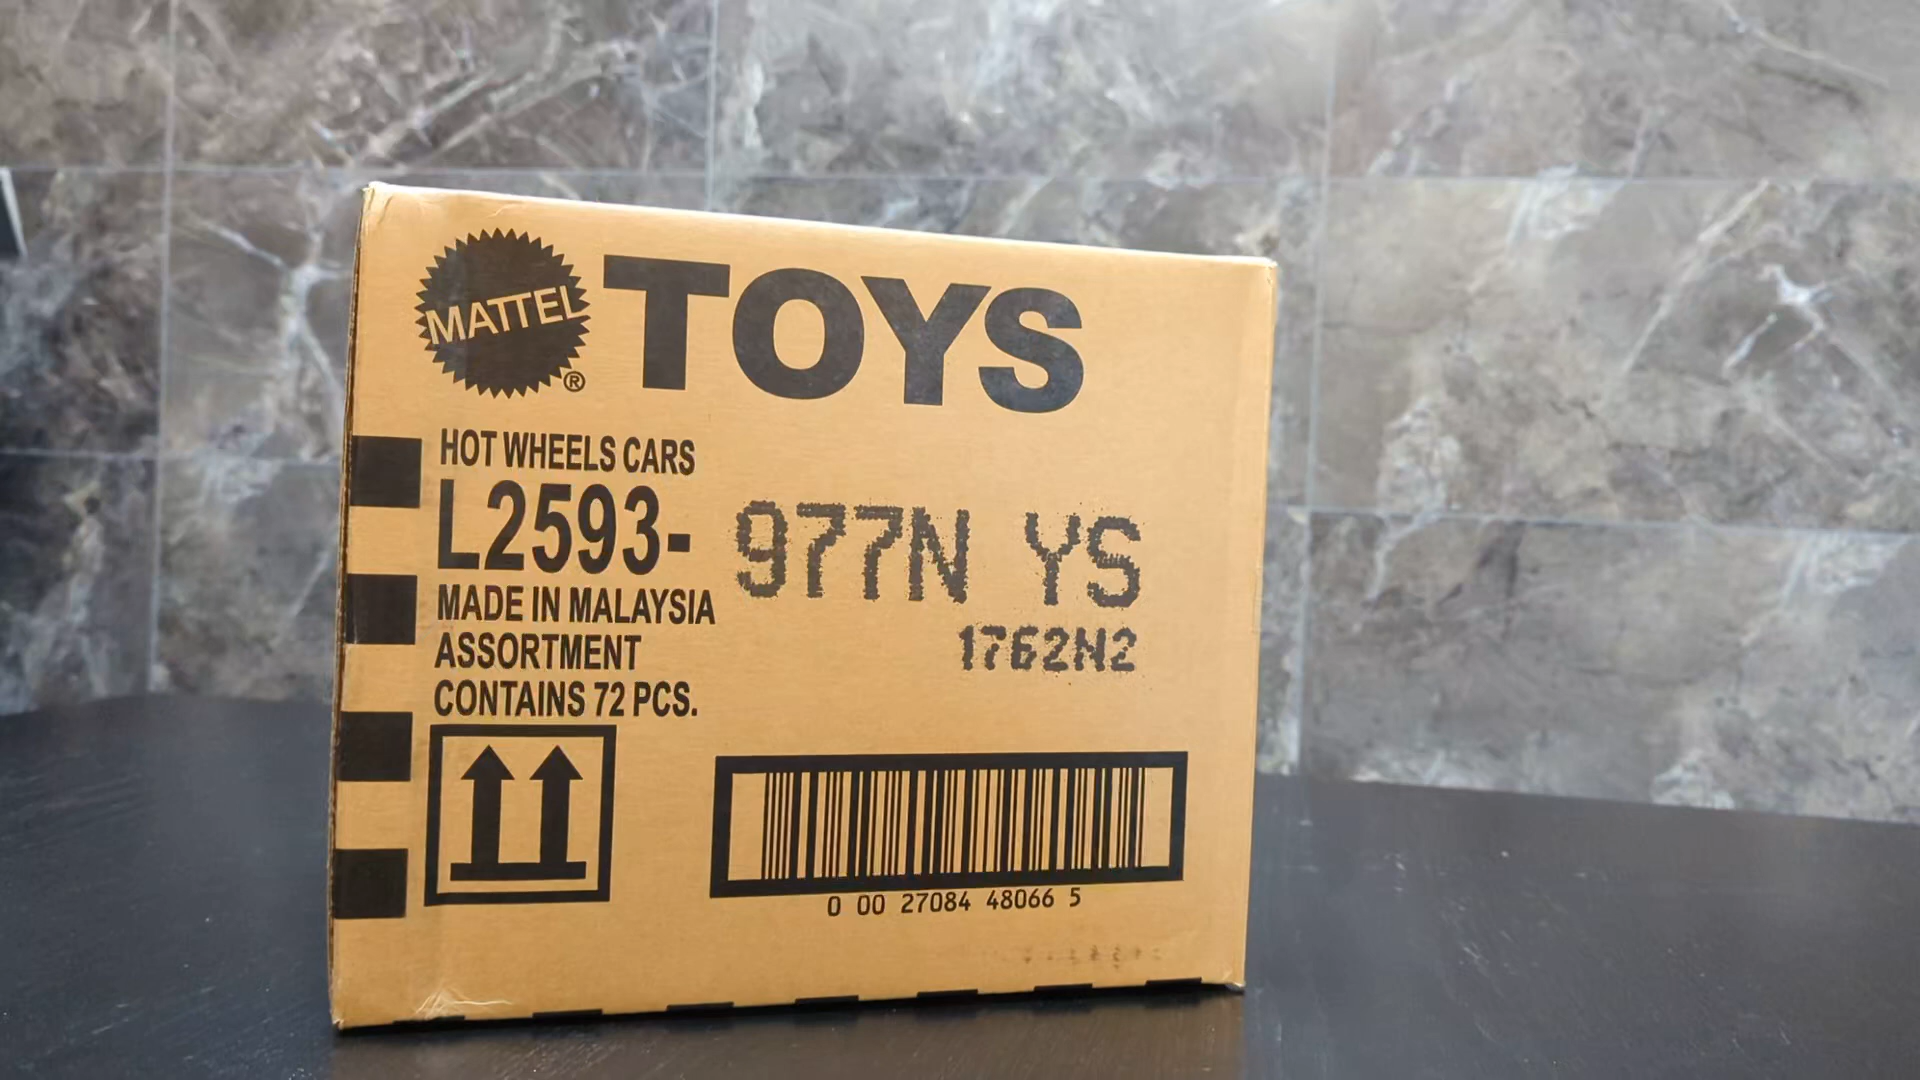 MATTEL ® TOYS
HOT WHEELS CARS
L2593- 977N YS
MADE IN MALAYSIA
1762N2
ASSORTMENT
CONTAINS 72 PCS.
0 00 27084 48066 5